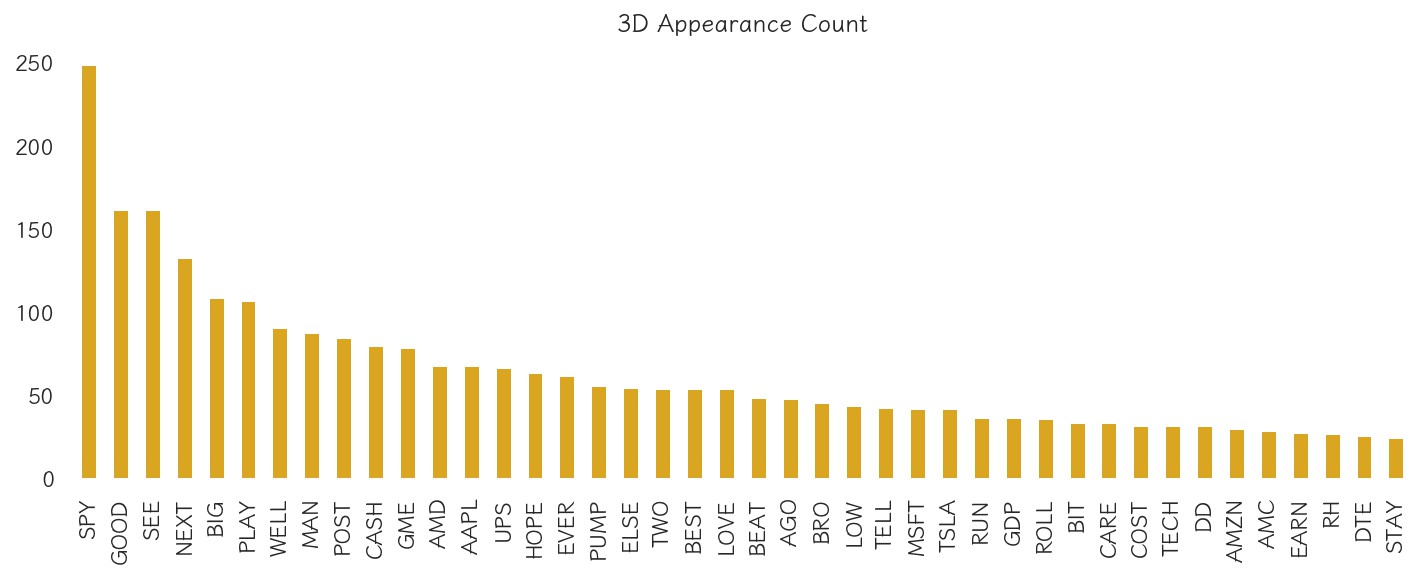 3D Appearance Count
250
200
150
100
50
0
SPY
GOOD
SEE
NEXT
BIG
PLAY
WELL
MAN
POST
CASH
GME
AMD
AAPL
UPS
HOPE
EVER
PUMP
ELSE
TWO
BEST
LOVE
BEAT
AGO
BRO
LOW
TELL
MSFT
TSLA
RUN
GDP
ROLL
BIT
CARE
COST
TECH
DD
AMZN
AMC
EARN
RH
DTE
STAY